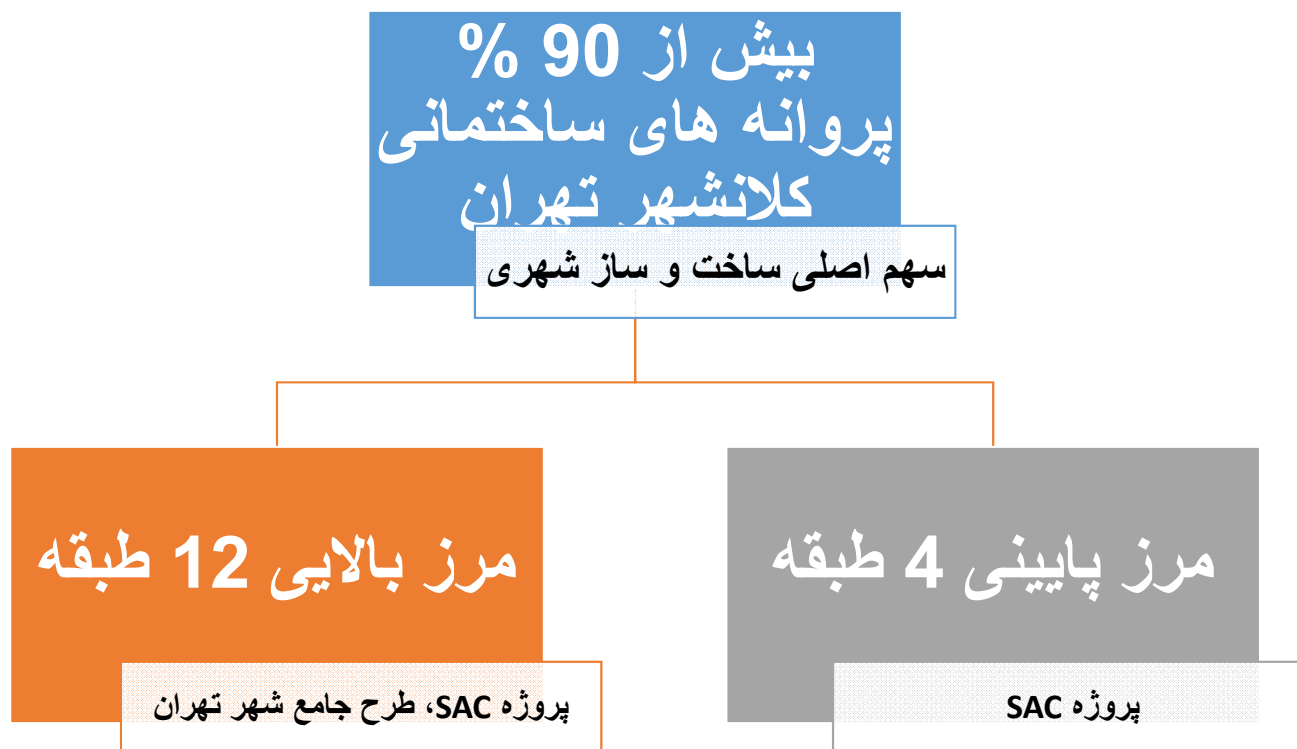 بیش از 90 %
پروانه های ساختمانی
کلانشهر تهران
سهم اصلی ساخت و ساز شهری
مرز پایینی 4 طبقه
پروژه SAC
مرز بالایی 12 طبقه
پروژه SAC، طرح جامع شهر تهران